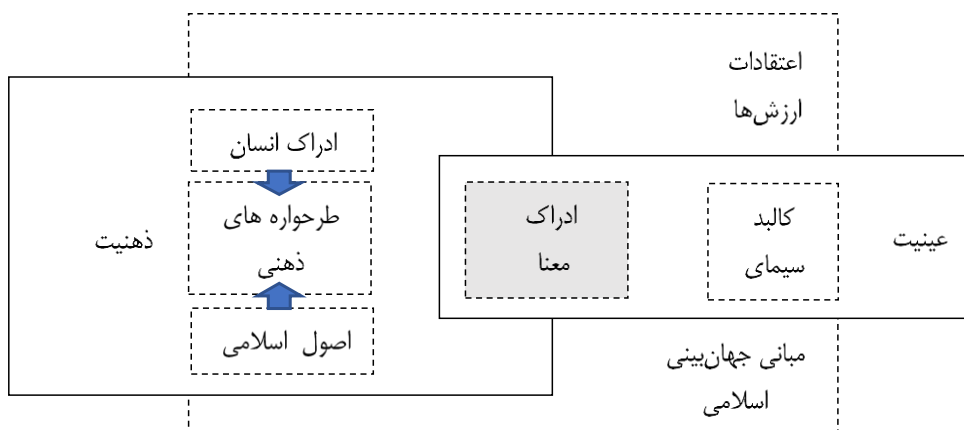 اعتقادات
ارزش‌ها
ادراک انسان
طرحواره های
ذهنی
اصول اسلامی
ذهنیت
ادراک
معنا
کالبد
سیمای
عینیت
مبانی جهان‌بینی
اسلامی